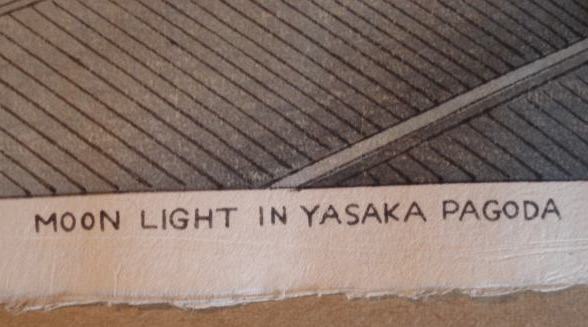 MOON LIGHT IN YASAKA PAGODA